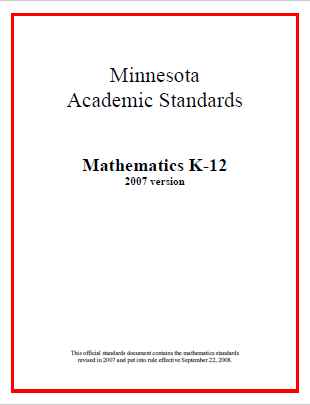 Minnesota
Academic Standards
Mathematics K-12
2007 version
This official standards document contains the mathematics standards
revised in 2007 and put into rule effective September 22, 2008.